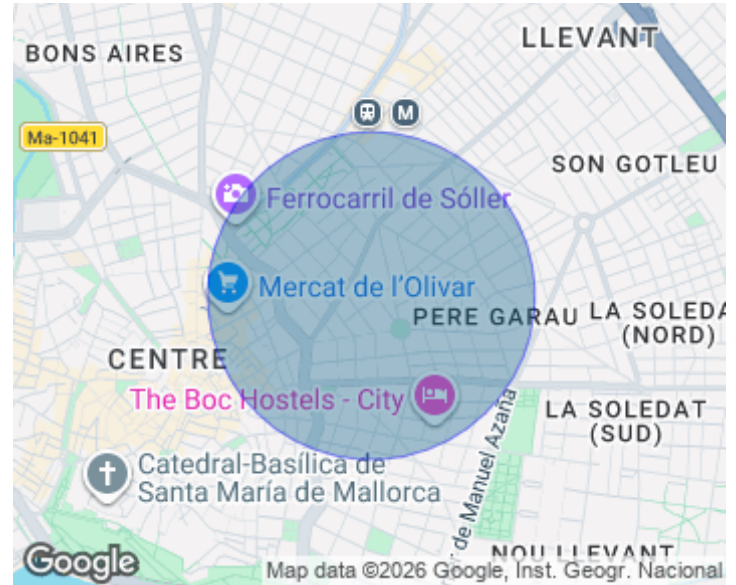 LLEVANT
BONS AIRES
M
Ma-1041
SON GOTLEU
Ferrocarril de Sóller
Mercat de l'Olivar
PERE GARAU
LA SOLEDA
(NORD)
CENTRE
The Boc Hostels - City
LA SOLEDAT
(SUD)
Catedral-Basílica de
Santa María de Mallorca
de Manuel Azaña
NOU LLEVANT
Google
Map data ©2026 Google, Inst. Geogr. Nacional